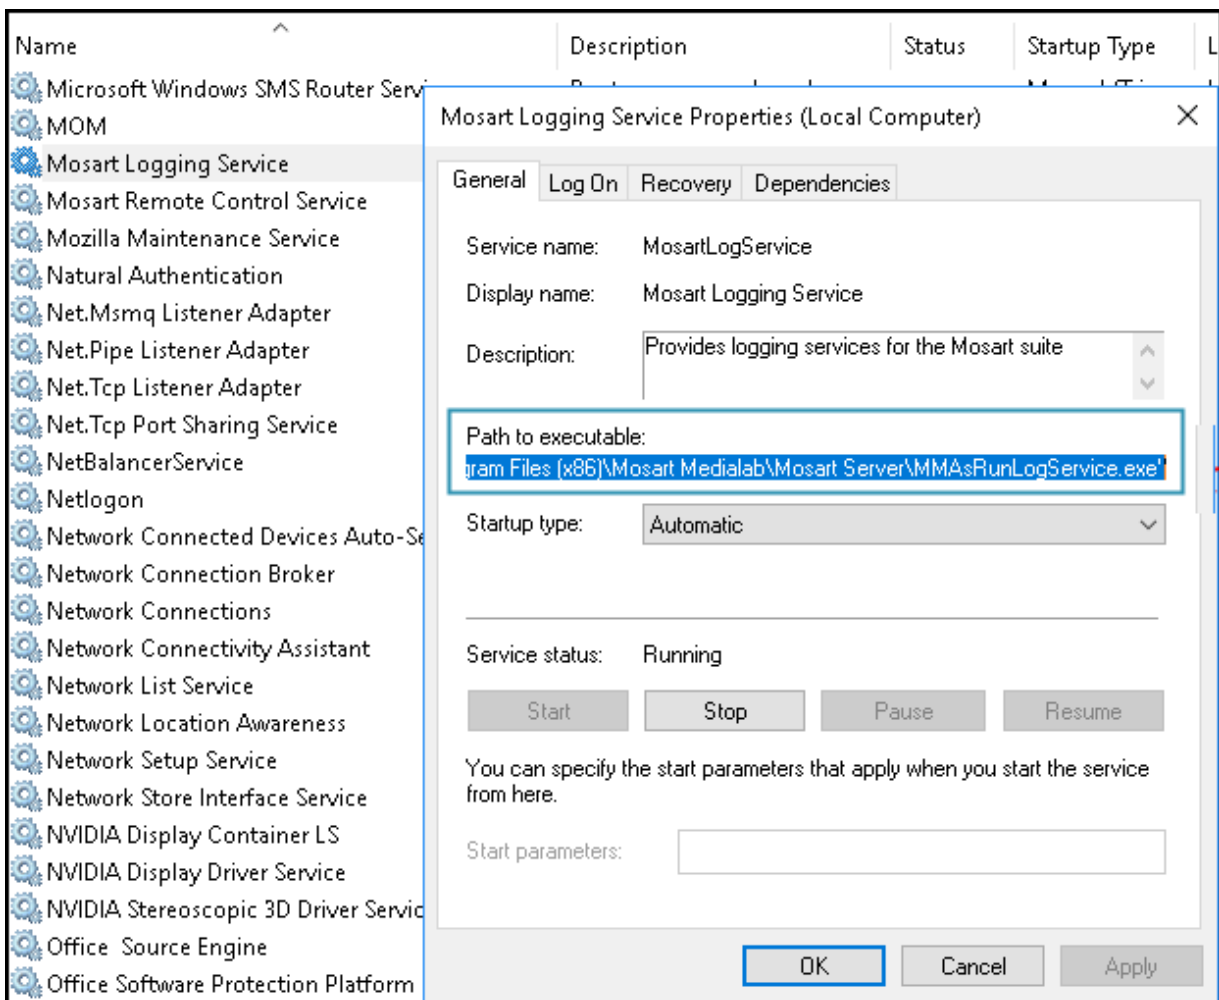 Name Description Status Startup Type L
Microsoft Windows SMS Router Serv
MOM
Mosart Logging Service
Mosart Remote Control Service
Mozilla Maintenance Service
Natural Authentication
Net.Msmq Listener Adapter
Net.Pipe Listener Adapter
Net.Tcp Listener Adapter
Net.Tcp Port Sharing Service
NetBalancerService
Netlogon
Network Connected Devices Auto-Se
Network Connection Broker
Network Connections
Network Connectivity Assistant
Network List Service
Network Location Awareness
Network Setup Service
Network Store Interface Service
NVIDIA Display Container LS
NVIDIA Display Driver Service
NVIDIA Stereoscopic 3D Driver Servic
Office  Source Engine
Office Software Protection Platform
Mosart Logging Service Properties (Local Computer)
General Log On Recovery Dependencies
Service name: MosartLogService
Display name: Mosart Logging Service
Description: Provides logging services for the Mosart suite
Path to executable:
gram Files (x86)\Mosart Medialab\Mosart Server\MMAsRunLogService.exe"
Startup type: Automatic
Service status: Running
Start Stop Pause Resume
You can specify the start parameters that apply when you start the service
from here.
Start parameters:
OK Cancel Apply